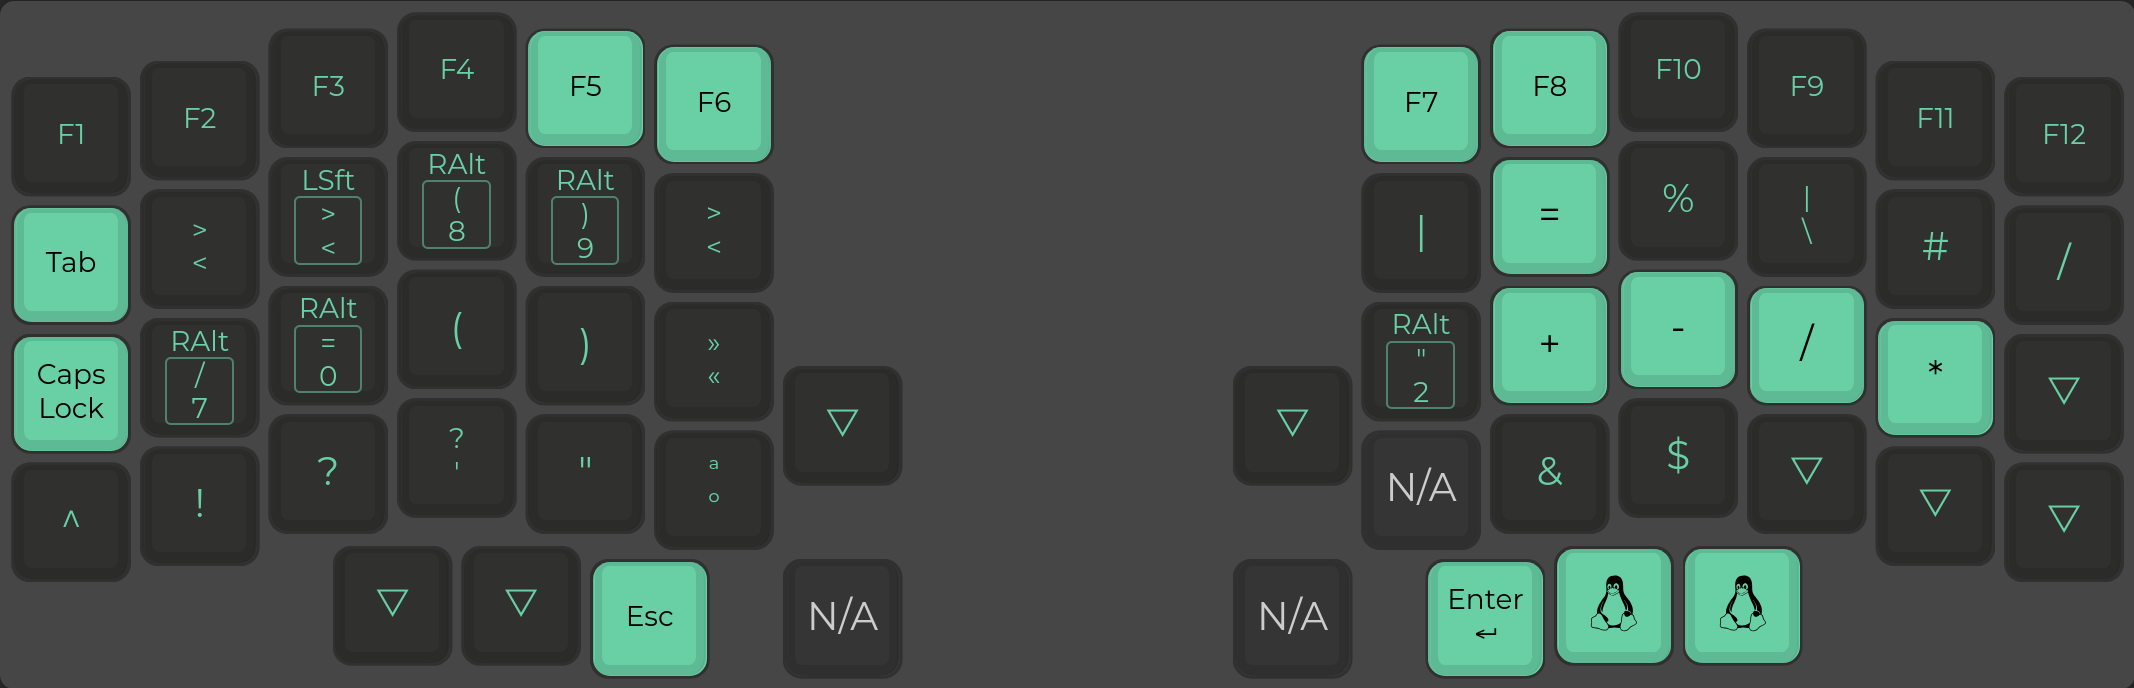 F1 F2 F3 F4 F5 F6 F7 F8 F10 F9 F11 F12
Tab > LSft RAlt RAlt > | = % | # /
< > ( ) < \
< 8 9
Caps RAlt RAlt ( ) » RAlt + - / * ▽
Lock / = « "
7 0 2
^ ! ? ? " ª ▽ ▽ N/A & $ ▽ ▽ ▽
' º
▽ ▽ Esc N/A N/A Enter
↵